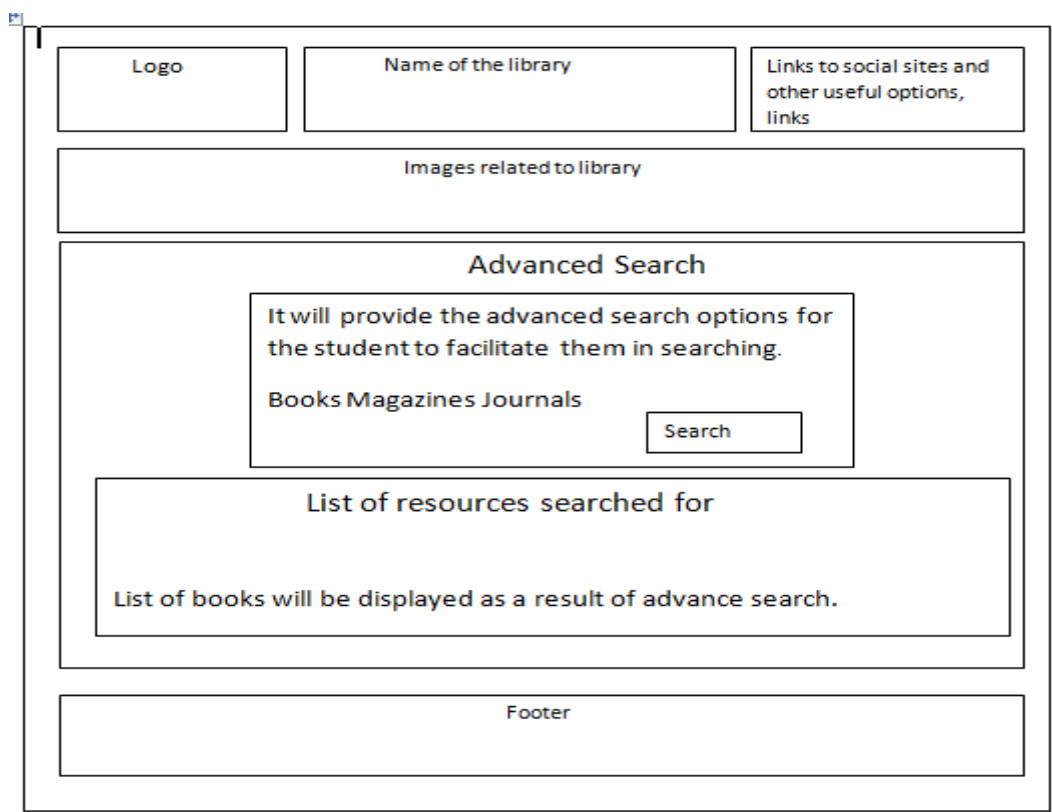 Logo
Name of the library
Links to social sites and
other useful options,
links
Images related to library
Advanced Search
It will provide the advanced search options for
the student to facilitate them in searching.
Books Magazines Journals
Search
List of resources searched for
List of books will be displayed as a result of advance search.
Footer